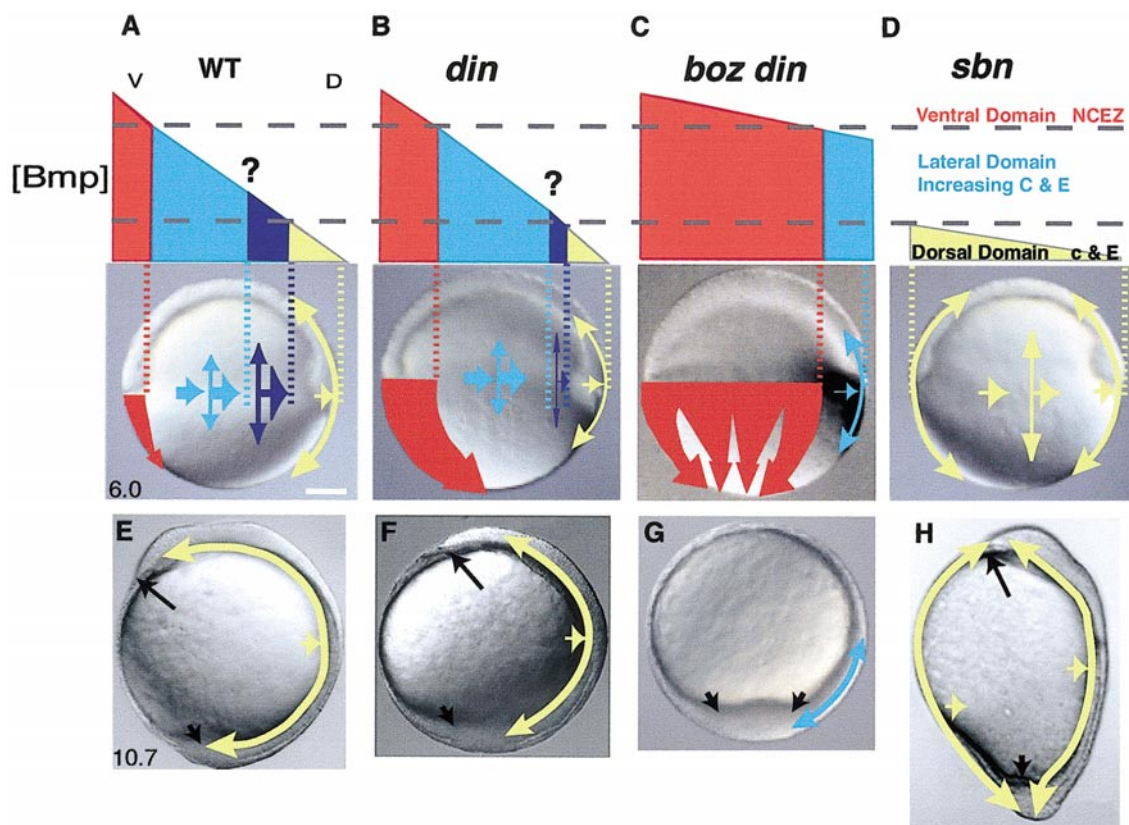 A
B
C
D
WT
din
boz din
sbn
V
D
Ventral Domain NCEZ
[Bmp]
?
?
Lateral Domain
Increasing C & E
Dorsal Domain c & E
6.0
E
F
G
H
10.7